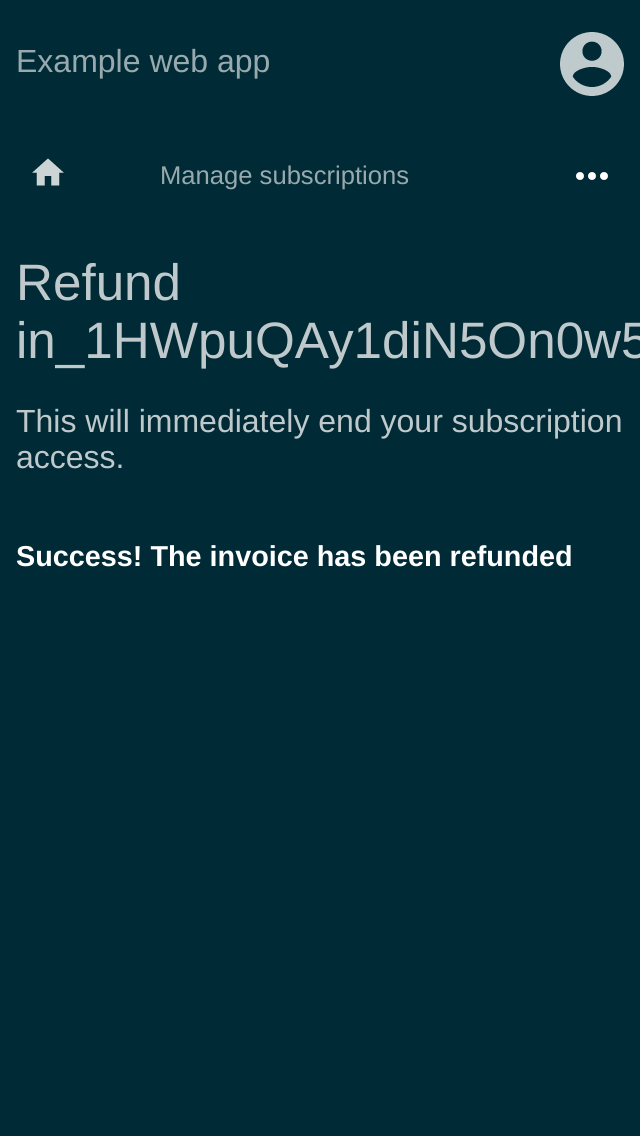 Example web app
Manage subscriptions
Refund
in_1HWpuQAy1diN5On0w5
This will immediately end your subscription
access.
Success! The invoice has been refunded